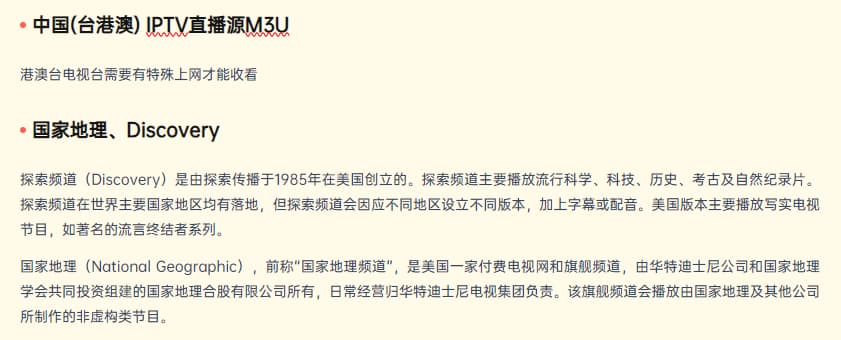 中国(台港澳) IPTV直播源M3U
港澳台电视台需要有特殊上网才能收看
国家地理、Discovery
探索频道（Discovery）是由探索传播于1985年在美国创立的。探索频道主要播放流行科学、科技、历史、考古及自然纪录片。
探索频道在世界主要国家地区均有落地，但探索频道会因应不同地区设立不同版本，加上字幕或配音。美国版本主要播放写实电视
节目，如著名的流言终结者系列。
国家地理（National Geographic），前称“国家地理频道”，是美国一家付费电视网和旗舰频道，由华特迪士尼公司和国家地理
学会共同投资组建的国家地理合股有限公司所有，日常经营归华特迪士尼电视集团负责。该旗舰频道会播放由国家地理及其他公司
所制作的非虚构类节目。